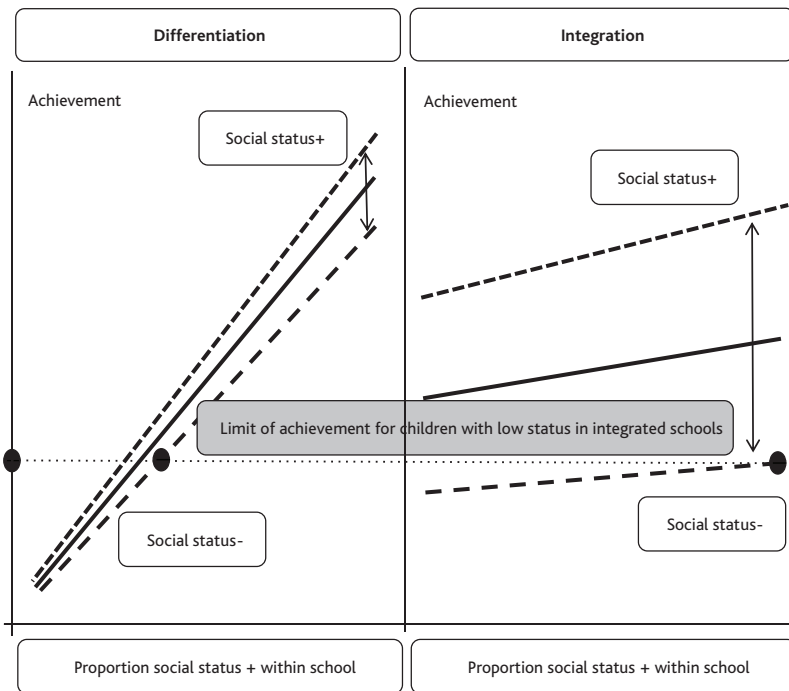 Differentiation
Integration
Achievement
Achievement
Social status+
Social status+
Limit of achievement for children with low status in integrated schools
Social status-
Social status-
Proportion social status + within school
Proportion social status + within school